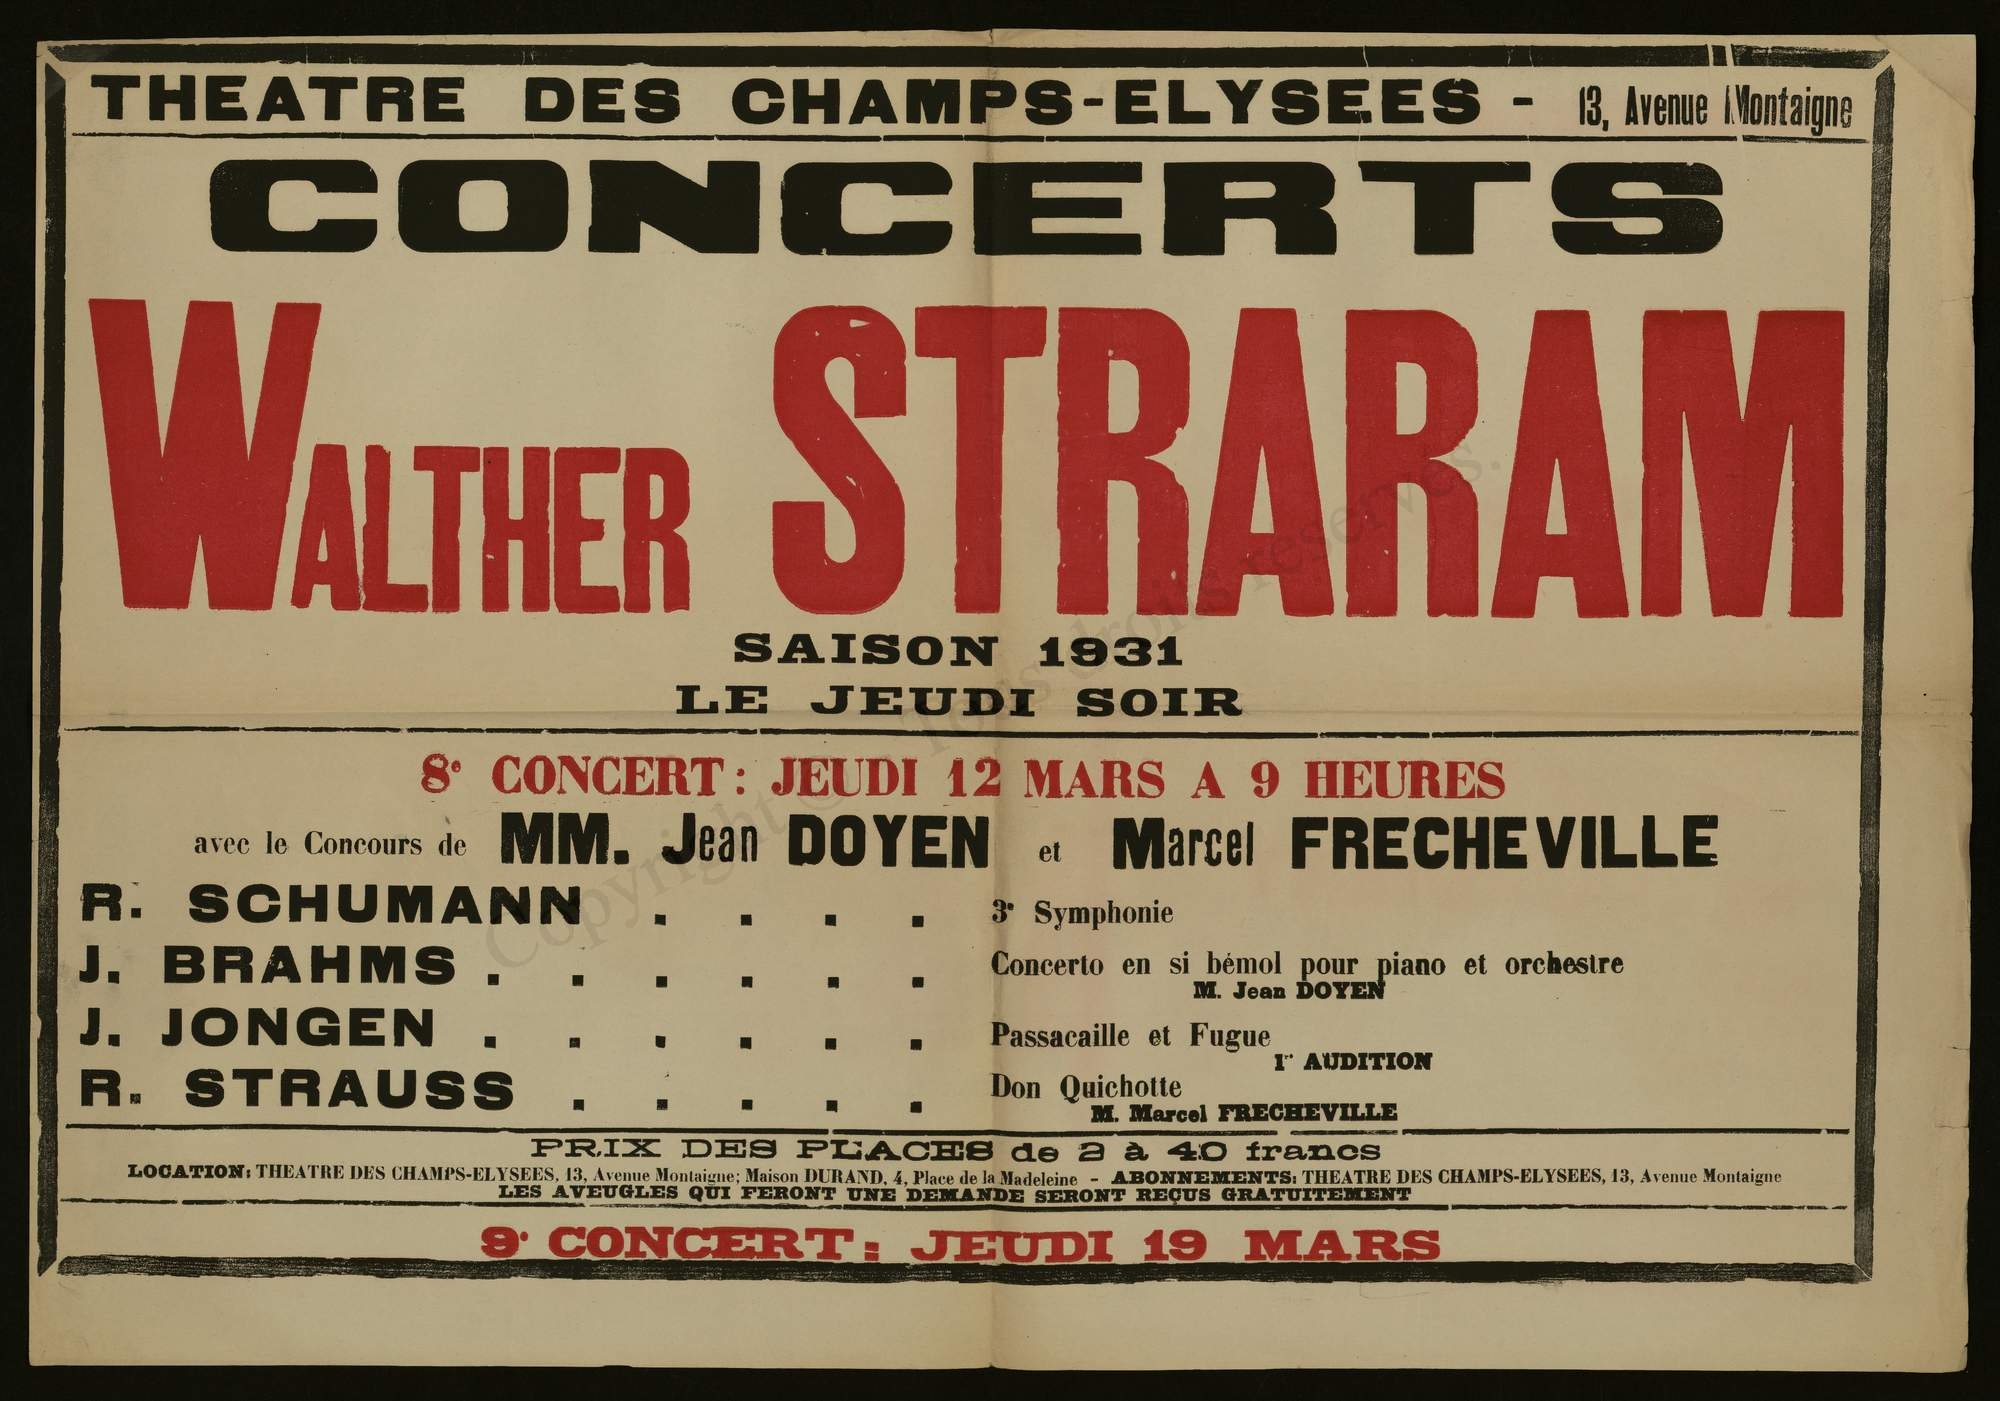 THEATRE DES CHAMPS-ELYSEES - 13, Avenue Montaigne
CONCERTS
WALTHER STRARAM
SAISON 1931
LE JEUDI SOIR
8e CONCERT : JEUDI 12 MARS A 9 HEURES
avec le Concours de MM. Jean DOYEN et Marcel FRECHEVILLE
R. SCHUMANN . . . . 3e Symphonie
J. BRAHMS . . . . . . Concerto en si bémol pour piano et orchestre
M. Jean DOYEN
J. JONGEN . . . . . . Passacaille et Fugue
1r AUDITION
R. STRAUSS . . . . . Don Quichotte
M. Marcel FRECHEVILLE
PRIX DES PLACES de 2 à 40 francs
LOCATION: THEATRE DES CHAMPS-ELYSEES, 13, Avenue Montaigne; Maison DURAND, 4, Place de la Madeleine - ABONNEMENTS: THEATRE DES CHAMPS-ELYSEES, 13, Avenue Montaigne
LES AVEUGLES QUI FERONT UNE DEMANDE SERONT REÇUS GRATUITEMENT
9e CONCERT : JEUDI 19 MARS
Copyright © - Tous droits réservés.